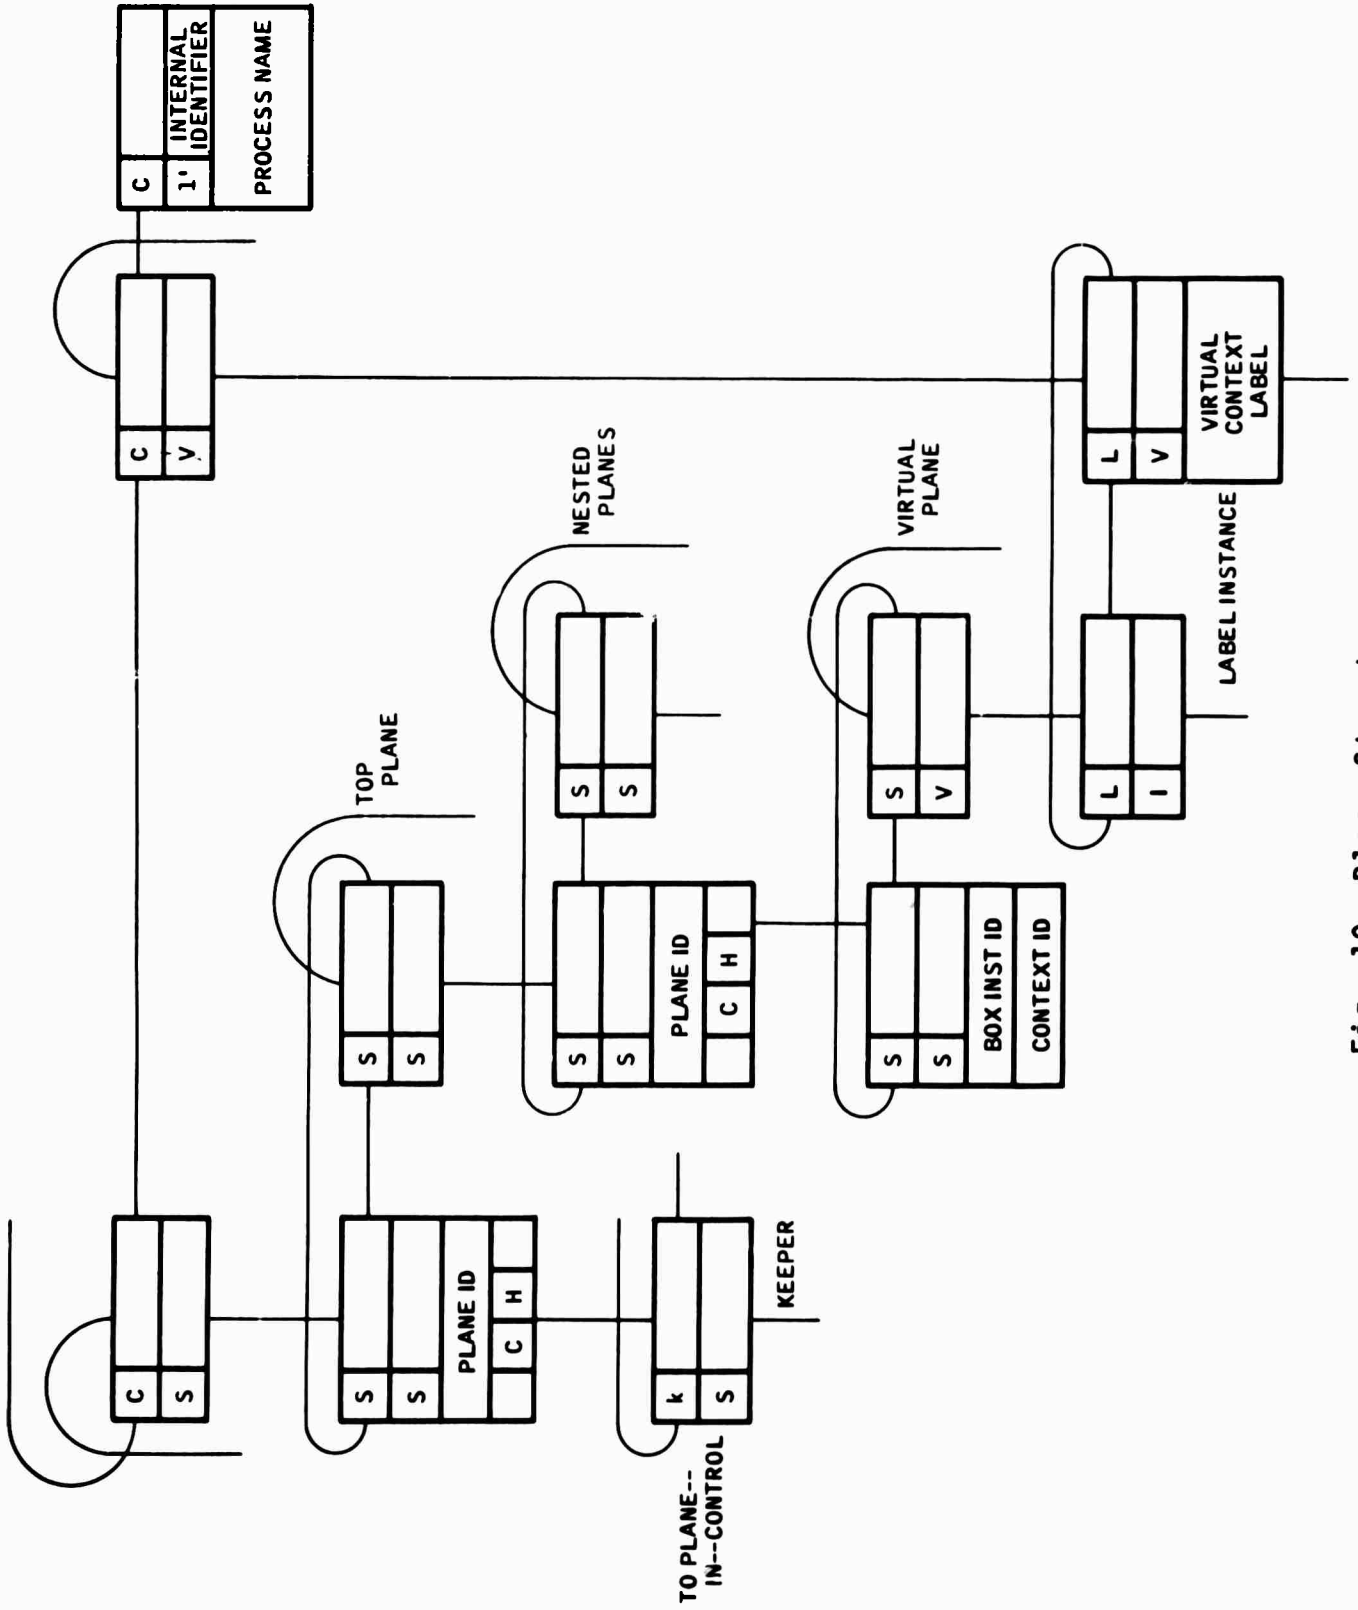 C
S
C
V
C
1' INTERNAL
IDENTIFIER
PROCESS NAME
TOP
PLANE
S
S
PLANE ID
C H
S
S
NESTED
PLANES
S
S
PLANE ID
C H
S
S
TO PLANE--
IN--CONTROL
k
S
KEEPER
VIRTUAL
PLANE
S
S
BOX INST ID
CONTEXT ID
S
V
L
I
LABEL INSTANCE
L
V
VIRTUAL
CONTEXT
LABEL